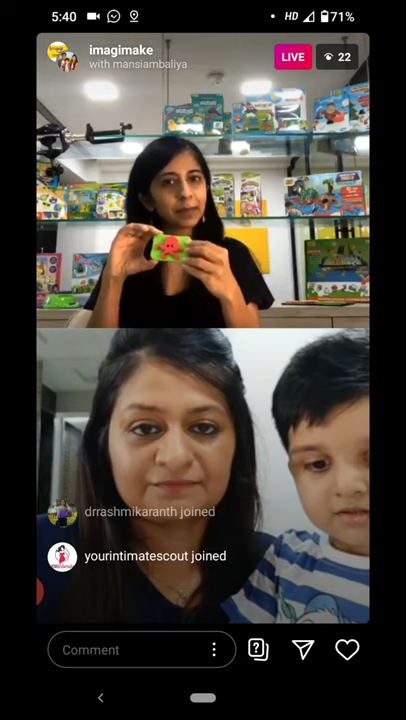 5:40
HD
71%
imagimake
with mansiambaliya
LIVE
22
drrashmikaranth joined
yourintimatescout joined
Comment